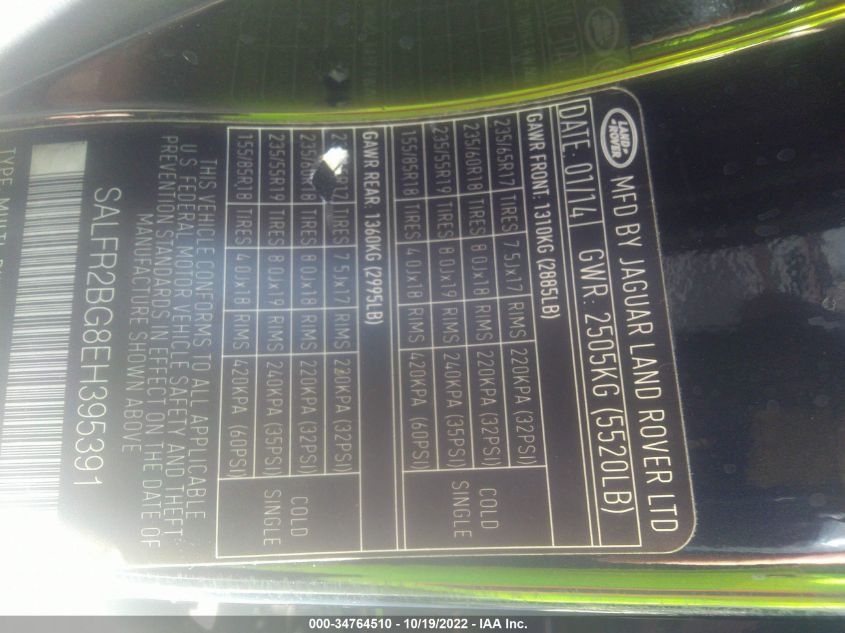 LAND ROVER
MFD BY JAGUAR LAND ROVER LTD
DATE: 01/14 GWR: 2505KG (5520LB)
GAWR FRONT: 1310KG (2885LB)
235/65R17 TIRES 7.5Jx17 RIMS 220KPA (32PSI)
235/60R18 TIRES 8.0Jx18 RIMS 220KPA (32PSI) COLD
235/55R19 TIRES 8.0Jx19 RIMS 240KPA (35PSI) SINGLE
155/85R18 TIRES 4.0Jx18 RIMS 420KPA (60PSI)
GAWR REAR: 1360KG (2995LB)
TIRES 7.5Jx17 RIMS 220KPA (32PSI)
TIRES 8.0Jx18 RIMS 220KPA (32PSI) COLD
235/55R19 TIRES 8.0Jx19 RIMS 240KPA (35PSI) SINGLE
155/85R18 TIRES 4.0Jx18 RIMS 420KPA (60PSI)
THIS VEHICLE CONFORMS TO ALL APPLICABLE
U.S. FEDERAL MOTOR VEHICLE SAFETY AND THEFT
PREVENTION STANDARDS IN EFFECT ON THE DATE OF
MANUFACTURE SHOWN ABOVE
SALFR2BG8EH395391
TYPE:
000-34764510 - 10/19/2022 - IAA Inc.